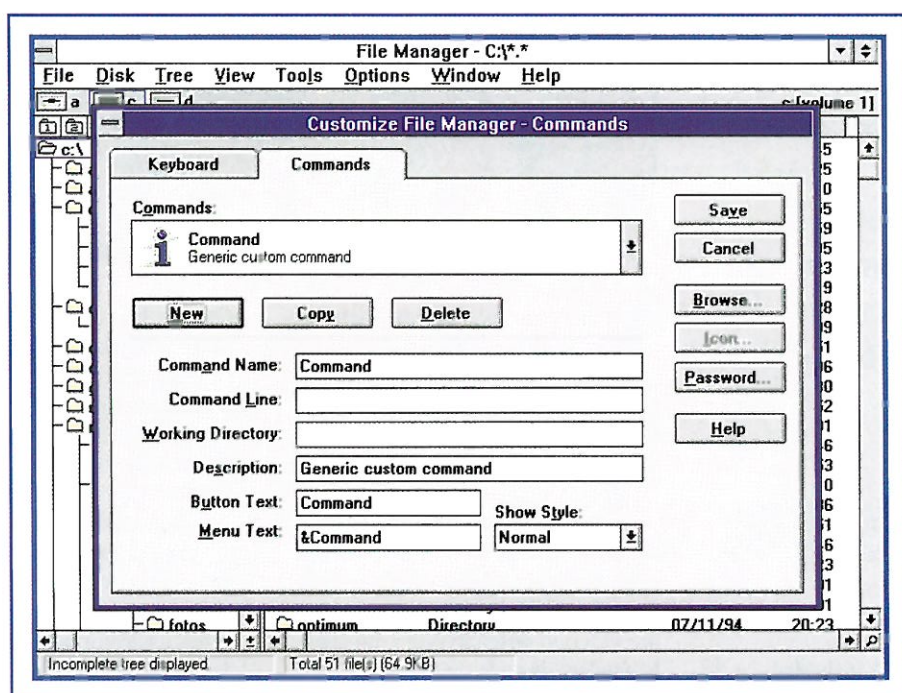 File Manager - C:\*.*
File Disk Tree View Tools Options Window Help
a c d c:[volume 1]
Customize File Manager - Commands
c:\
Keyboard Commands
Commands:
Command
Generic custom command
Save
Cancel
New Copy Delete
Browse...
Icon...
Password...
Help
Command Name: Command
Command Line:
Working Directory:
Description: Generic custom command
Button Text: Command
Show Style:
Menu Text: &Command Normal
fotos optimum Directory 07/11/94 20:23
Incomplete tree displayed Total 51 file(s) (64.9KB)